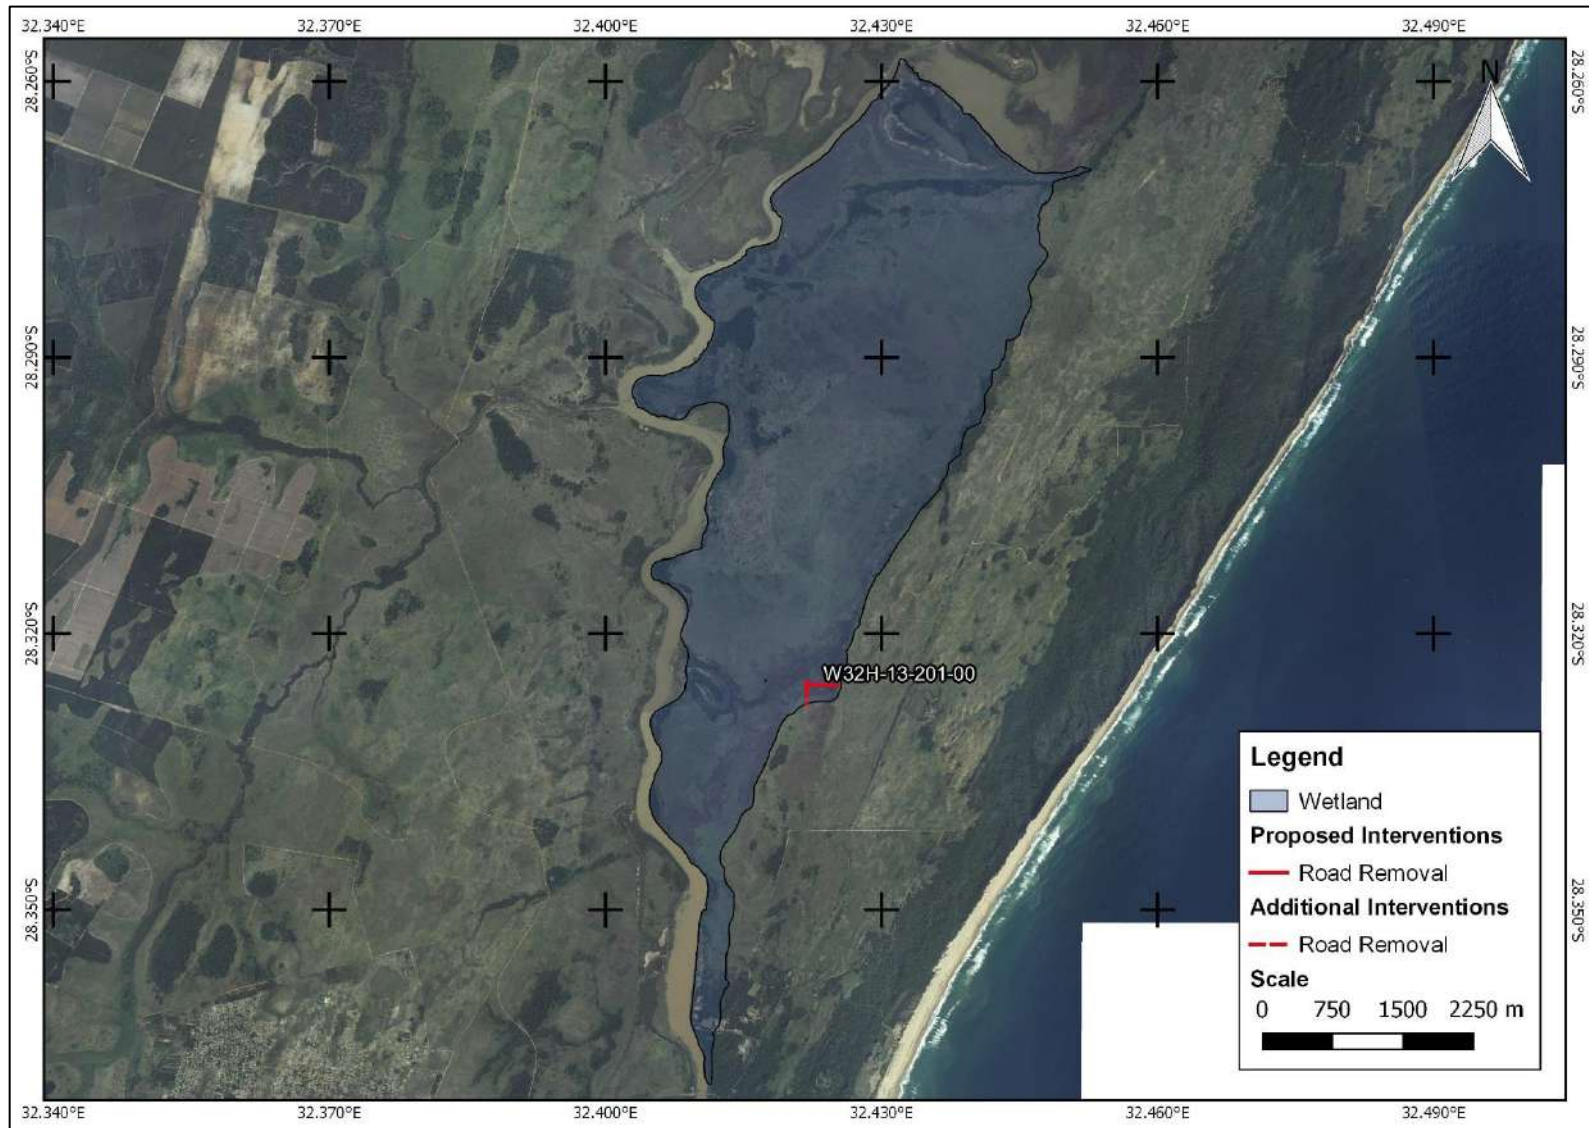 32.340°E 32.370°E 32.400°E 32.430°E 32.460°E 32.490°E
28.260°S 28.260°S
N
28.290°S 28.290°S
28.320°S 28.320°S
W32H-13-201-00
Legend
Wetland
Proposed Interventions
Road Removal
28.350°S 28.350°S
Additional Interventions
Road Removal
Scale
0 750 1500 2250 m
32.340°E 32.370°E 32.400°E 32.430°E 32.460°E 32.490°E